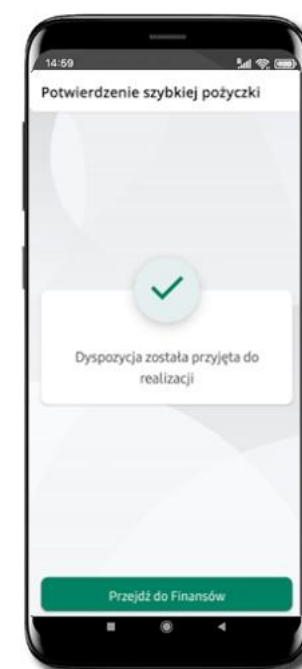 14:59
Potwierdzenie szybkiej pożyczki
Dyspozycja została przyjęta do
realizacji
Przejdź do Finansów